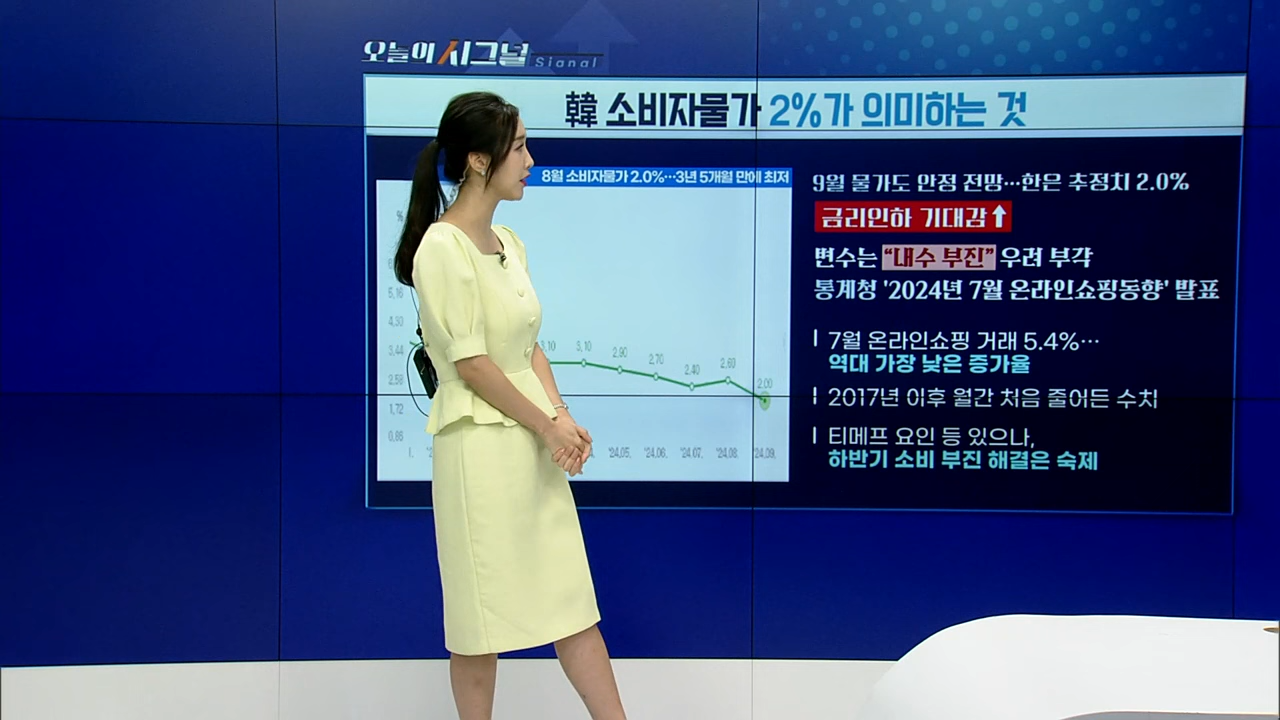 오늘의 시그널 Signal
韓 소비자물가 2%가 의미하는 것
8월 소비자물가 2.0%…3년 5개월 만에 최저
9월 물가도 안정 전망…한은 추정치 2.0%
금리인하 기대감↑
변수는 “내수 부진” 우려 부각
통계청 '2024년 7월 온라인쇼핑동향' 발표
7월 온라인쇼핑 거래 5.4%…
역대 가장 낮은 증가율
2017년 이후 월간 처음 줄어든 수치
티메프 요인 등 있으나,
하반기 소비 부진 해결은 숙제
%
5,16
4,30
3,44
2,58
1,72
0,86
3,10 3,10 2,90 2,70 2,40 2,60 2,00
'24,05, '24,06, '24,07, '24,08, '24,09,